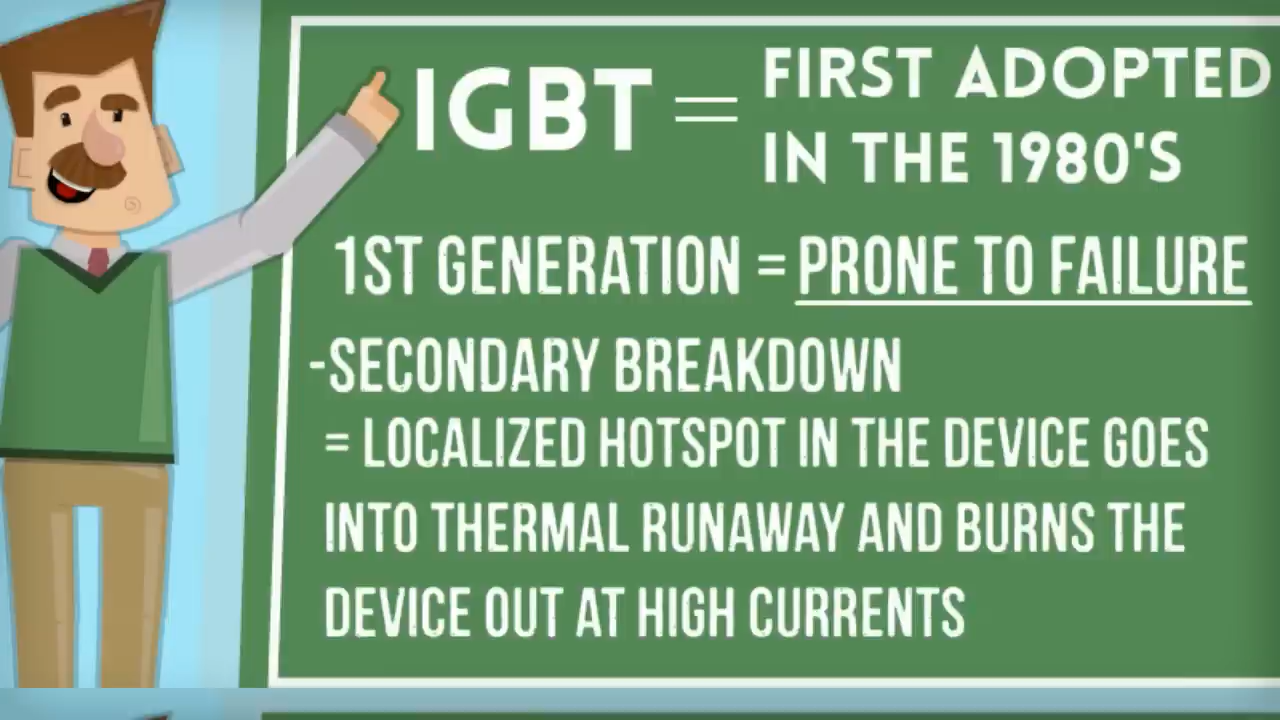 IGBT = FIRST ADOPTED
IN THE 1980'S
1ST GENERATION = PRONE TO FAILURE
-SECONDARY BREAKDOWN
= LOCALIZED HOTSPOT IN THE DEVICE GOES
INTO THERMAL RUNAWAY AND BURNS THE
DEVICE OUT AT HIGH CURRENTS